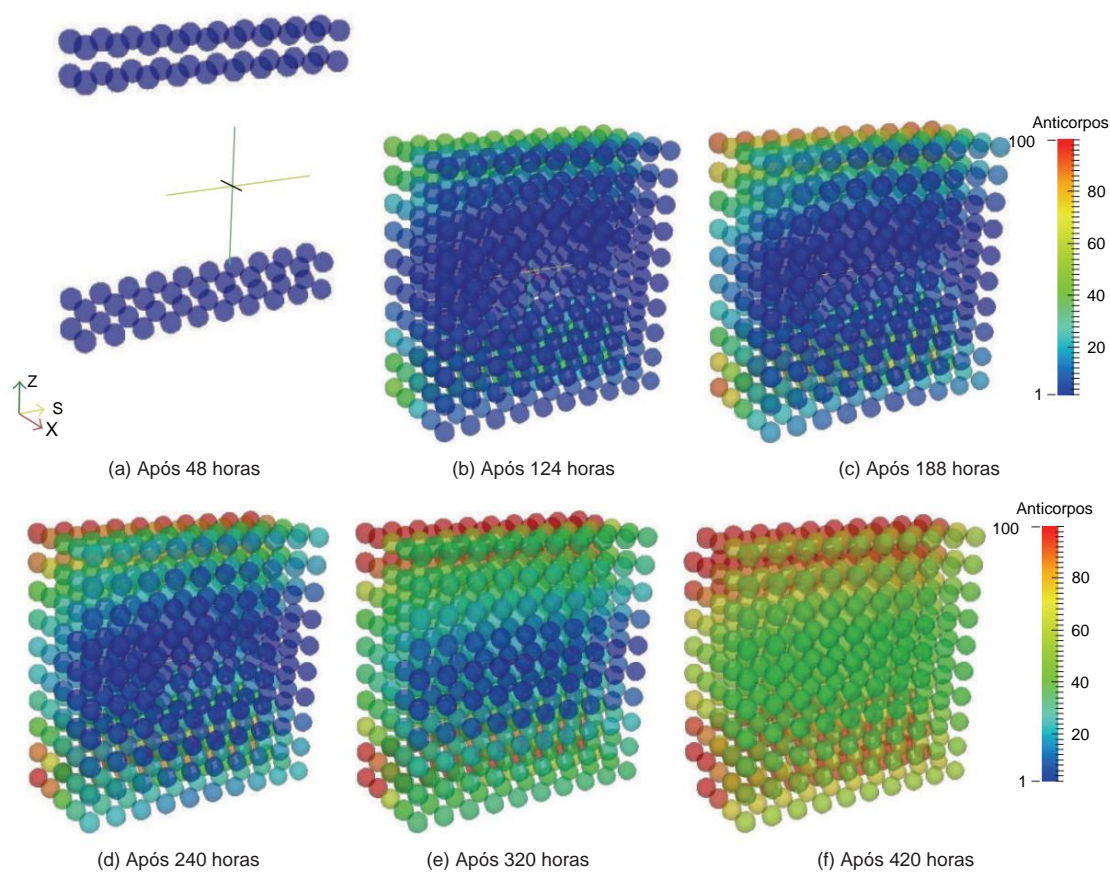 Anticorpos
100
80
60
40
20
1
Z
S
X
(a) Após 48 horas
(b) Após 124 horas
(c) Após 188 horas
Anticorpos
100
80
60
40
20
1
(d) Após 240 horas
(e) Após 320 horas
(f) Após 420 horas